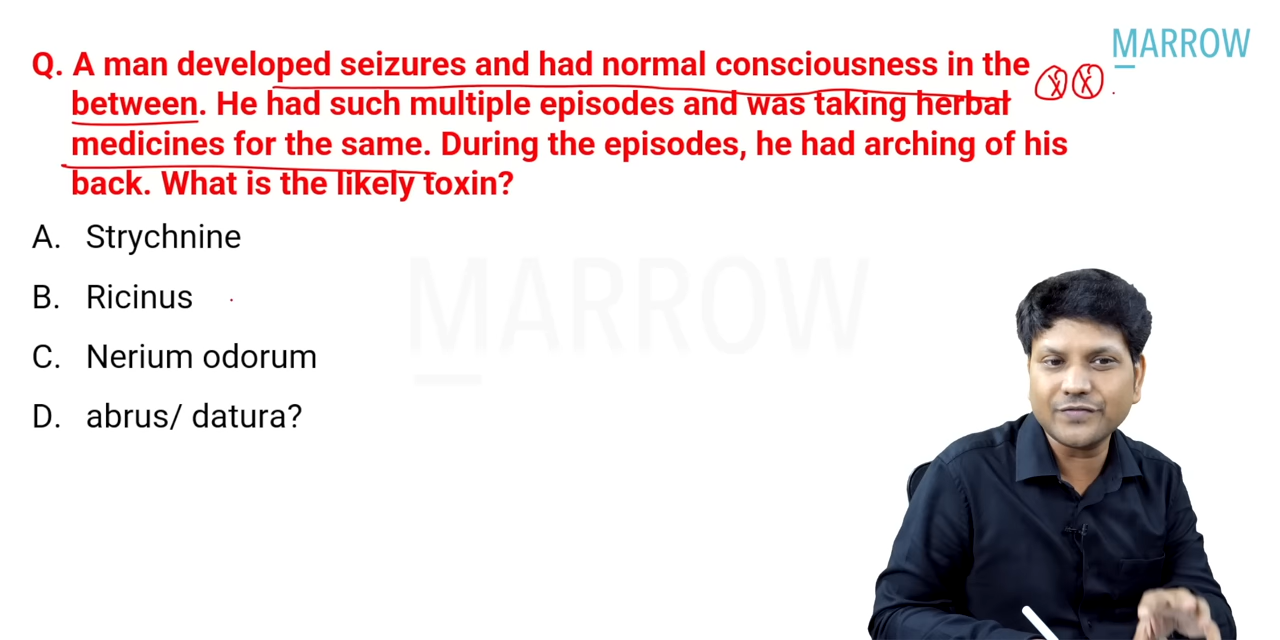 MARROW
Q. A man developed seizures and had normal consciousness in the
between. He had such multiple episodes and was taking herbal
medicines for the same. During the episodes, he had arching of his
back. What is the likely toxin?
A. Strychnine
B. Ricinus
C. Nerium odorum
D. abrus/ datura?
MARROW